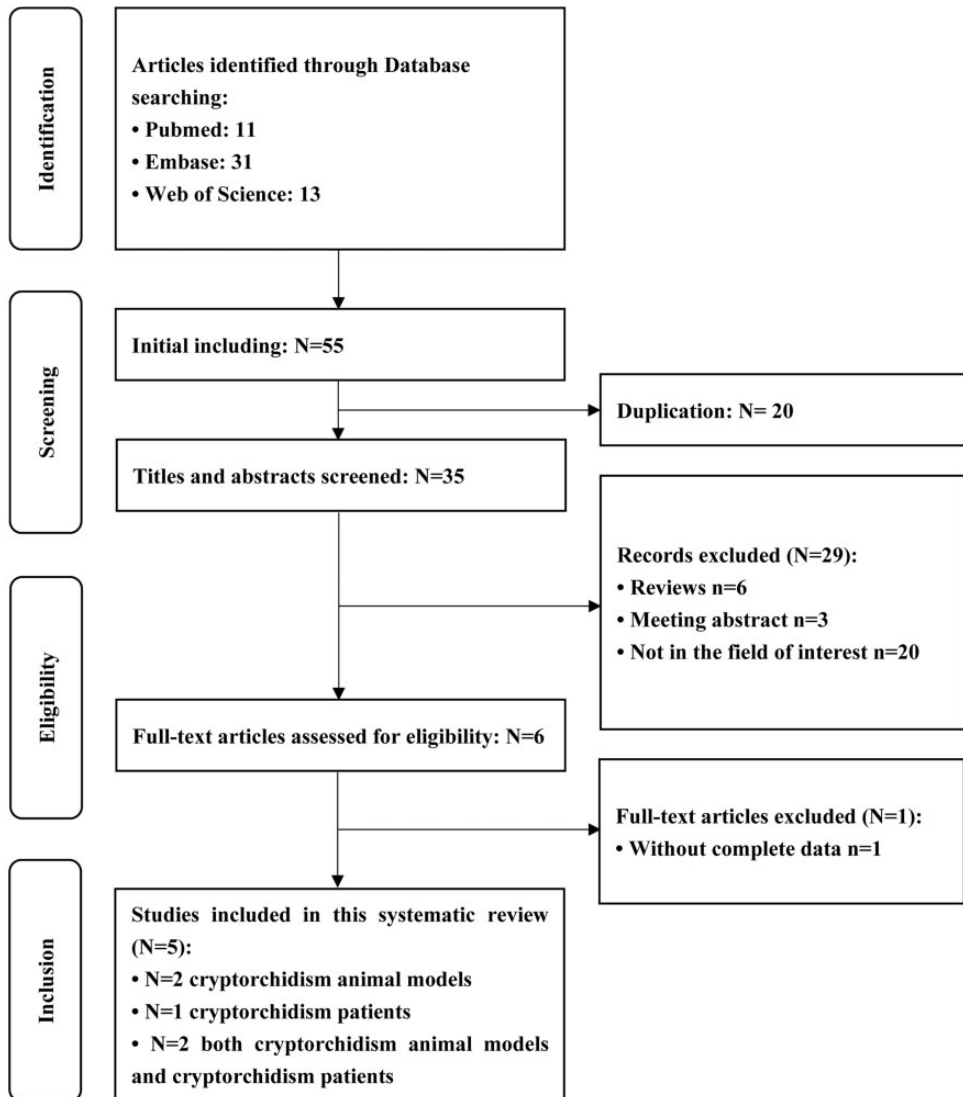 Identification
Articles identified through Database
searching:
• Pubmed: 11
• Embase: 31
• Web of Science: 13
Screening
Initial including: N=55
Duplication: N= 20
Titles and abstracts screened: N=35
Records excluded (N=29):
• Reviews n=6
• Meeting abstract n=3
• Not in the field of interest n=20
Eligibility
Full-text articles assessed for eligibility: N=6
Full-text articles excluded (N=1):
• Without complete data n=1
Inclusion
Studies included in this systematic review
(N=5):
• N=2 cryptorchidism animal models
• N=1 cryptorchidism patients
• N=2 both cryptorchidism animal models
and cryptorchidism patients